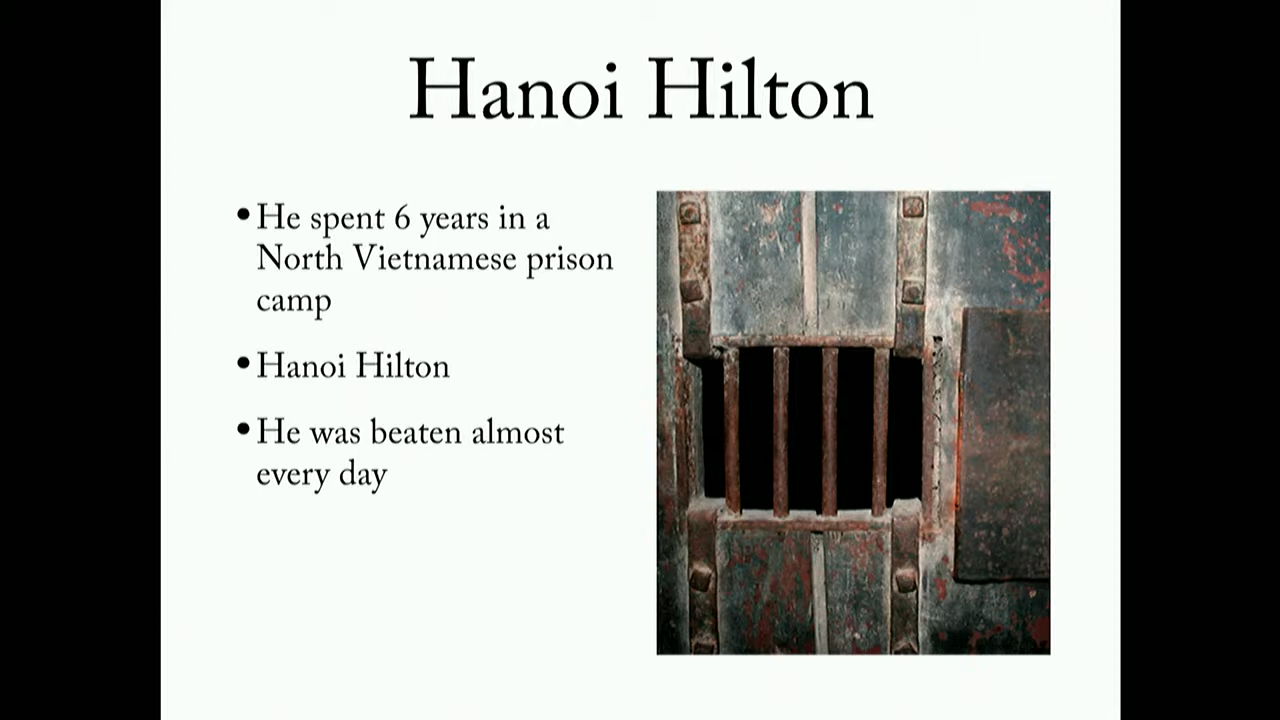 Hanoi Hilton
•He spent 6 years in a
North Vietnamese prison
camp
•Hanoi Hilton
•He was beaten almost
every day